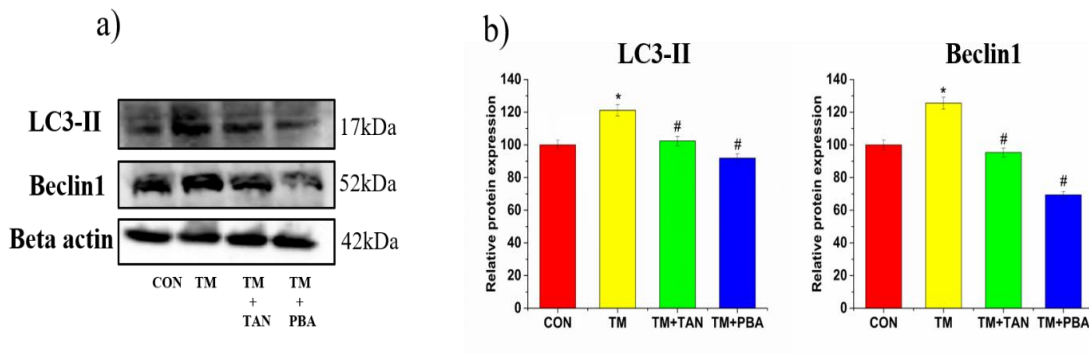 a)
LC3-II
17kDa
Beclin1
52kDa
Beta actin
42kDa
CON TM TM TM
+ +
TAN PBA
b)
LC3-II
Relative protein expression
140
120
100
80
60
40
20
0
*
#
#
CON TM TM+TAN TM+PBA
Beclin1
Relative protein expression
140
120
100
80
60
40
20
0
*
#
#
CON TM TM+TAN TM+PBA